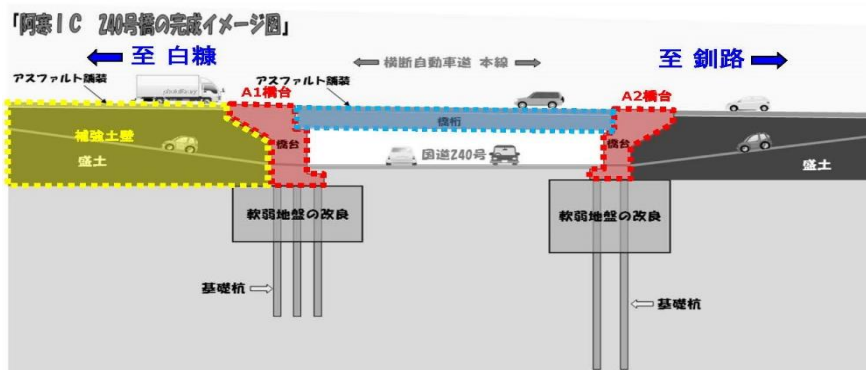 「阿寒IC 240号橋の完成イメージ図」
至 白糠
横断自動車道 本線
至 釧路
アスファルト舗装
A1橋台
アスファルト舗装
A2橋台
補強土壁
橋桁
盛土
橋台
国道240号
橋台
盛土
軟弱地盤の改良
軟弱地盤の改良
基礎杭
基礎杭